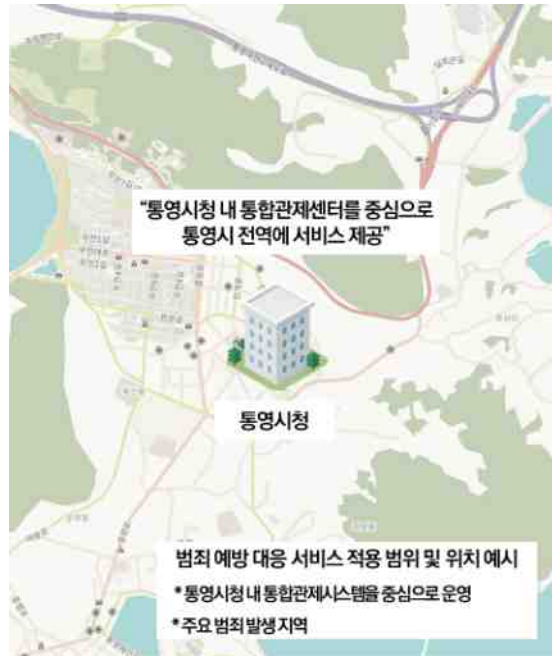 “통영시청 내 통합관제센터를 중심으로
통영시 전역에 서비스 제공”
통영시청
범죄 예방 대응 서비스 적용 범위 및 위치 예시
* 통영시청 내 통합관제시스템을 중심으로 운영
* 주요 범죄 발생 지역